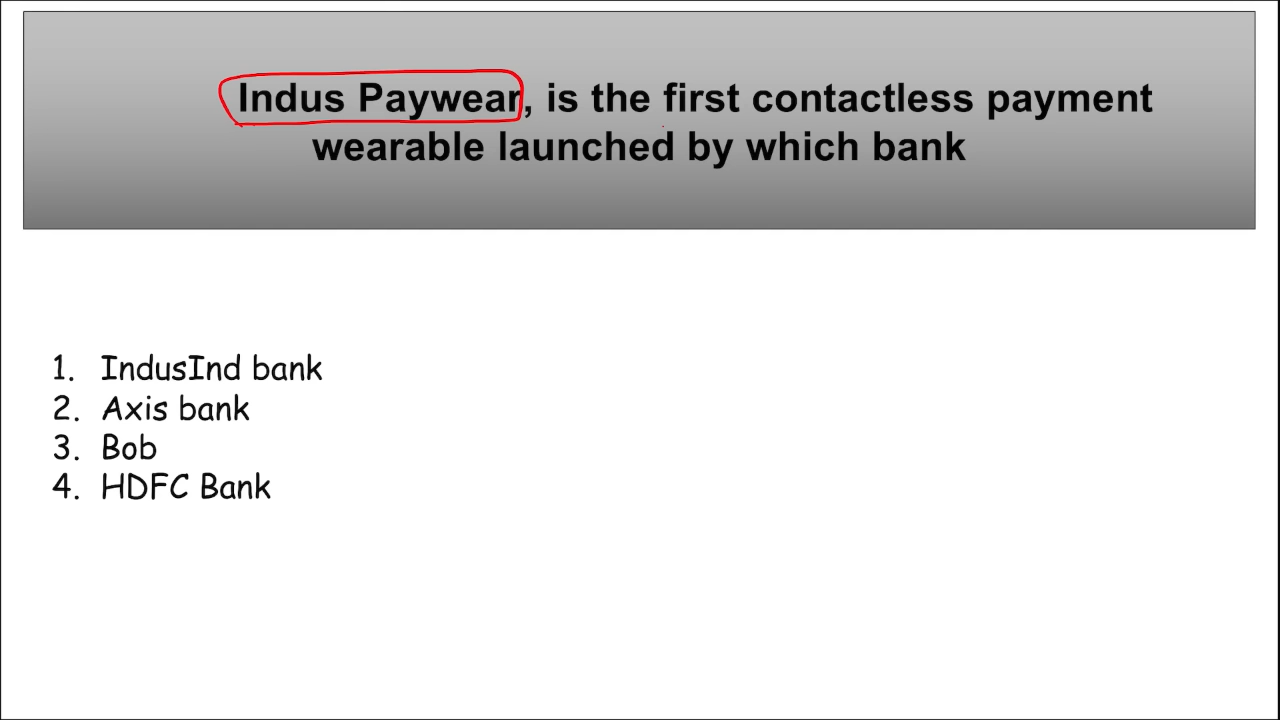 Indus Paywear, is the first contactless payment
wearable launched by which bank
1. IndusInd bank
2. Axis bank
3. Bob
4. HDFC Bank